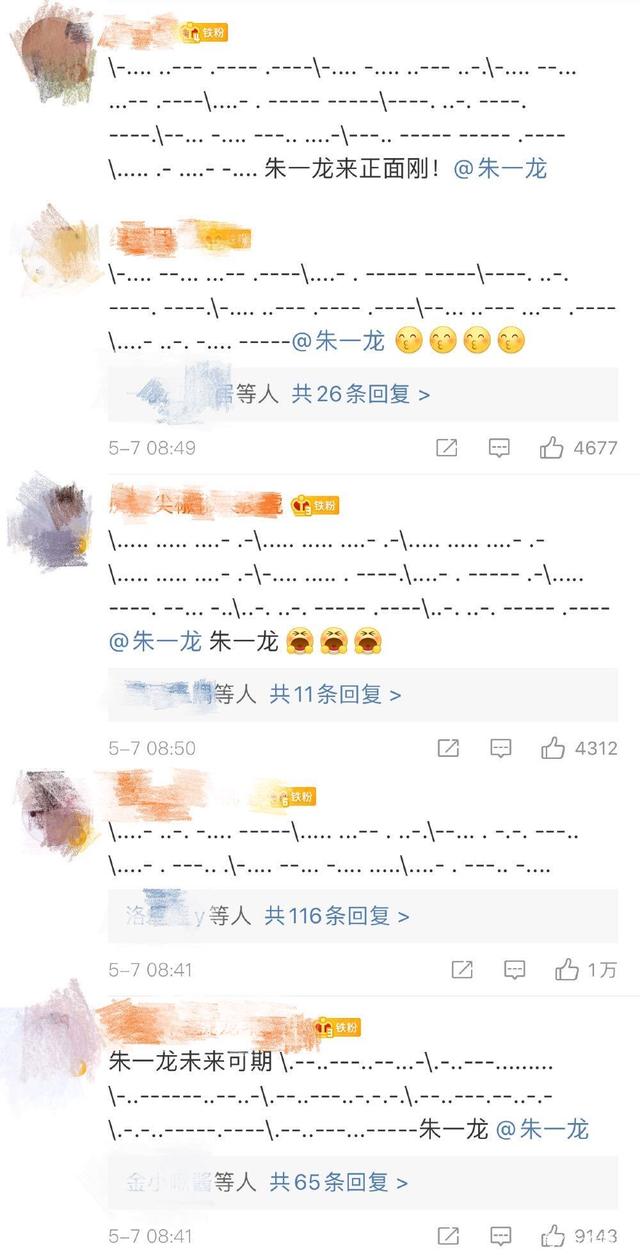 铁粉
\-.... ..--- .---- .----\-.... -.... ..--- ..-.\-.... --...
...-- .----\....- . ----- -----\----. ..-. ----.
----.\--... -.... ---.. ....-\---.. ----- ----- .----
\..... .- ....- -.... 朱一龙来正面刚！@朱一龙
\-.... --... ...-- .----\....- . ----- -----\----. ..-.
----. ----.\-.... ..--- .---- .----\--... ..--- ...-- .----
\....- ..-. -.... -----@朱一龙
等人 共26条回复 >
5-7 08:49
4677
铁粉
\..... ..... ....- .-\..... ..... ....- .-\..... ..... ....- .-
\..... ..... ....- .-\-.... ..... . ----.\....- . ----- .-\.....
----. --... -..\..-. ..-. ----- .----\..-. ..-. ----- .----
@朱一龙 朱一龙
等人 共11条回复 >
5-7 08:50
4312
铁粉
\....- ..-. -.... -----\..... ...-- . ..-.\--... . -.-. ---..
\....- . ---.. .\-.... --... -.... .....\....- . ---.. -....
y等人 共116条回复 >
5-7 08:41
1万
铁粉
朱一龙未来可期 \.--..---..--...-\.-..---.........
\-..------..--..-\.--..---..-.-.-\.--..---.--..-.-
\.-.-..-----.----\.--..---...------朱一龙 @朱一龙
等人 共65条回复 >
5-7 08:41
9143